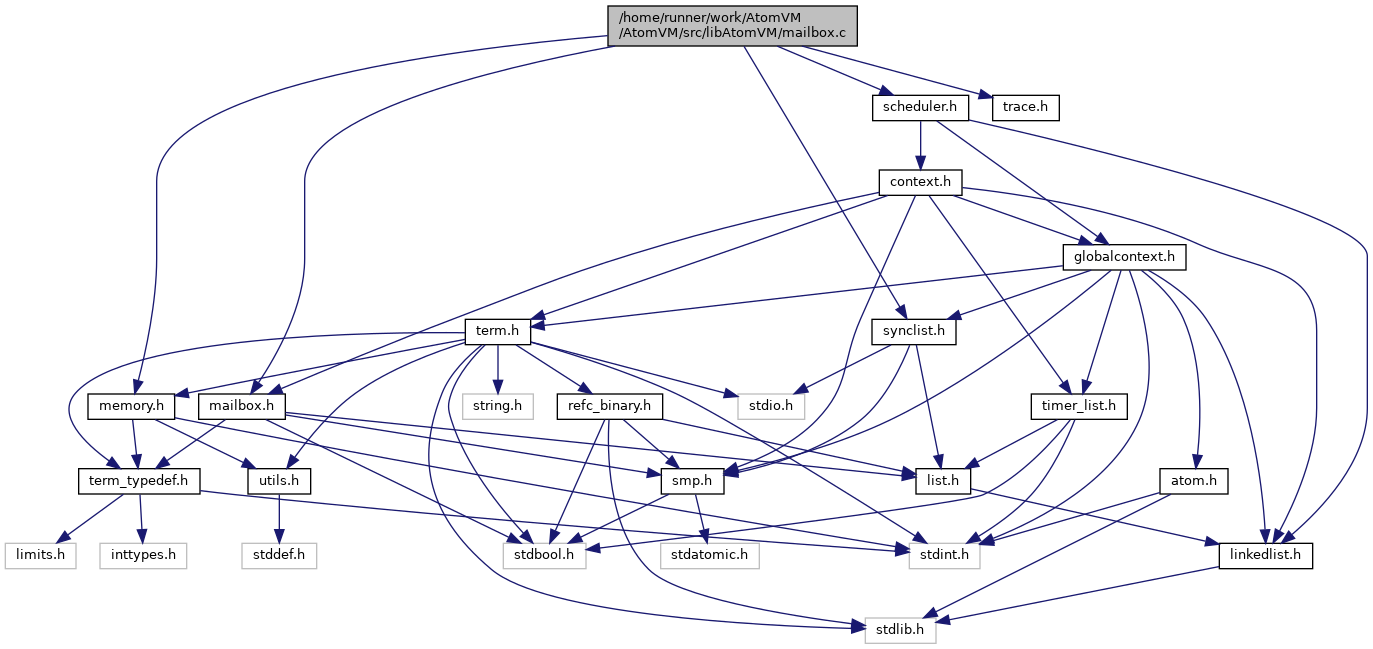 /home/runner/work/AtomVM
/AtomVM/src/libAtomVM/mailbox.c
scheduler.h
trace.h
context.h
globalcontext.h
term.h
synclist.h
memory.h
mailbox.h
string.h
refc_binary.h
stdio.h
timer_list.h
term_typedef.h
utils.h
smp.h
list.h
atom.h
limits.h
inttypes.h
stddef.h
stdbool.h
stdatomic.h
stdint.h
linkedlist.h
stdlib.h